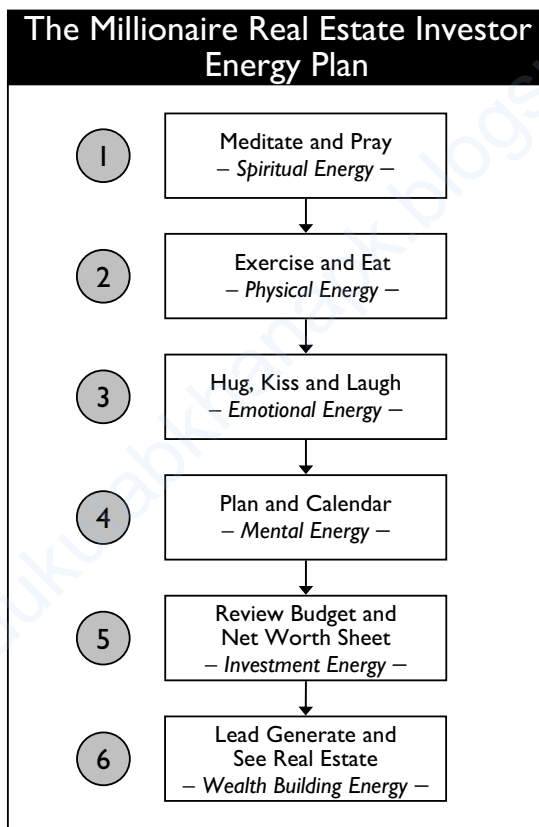 The Millionaire Real Estate Investor
Energy Plan
1
Meditate and Pray
– Spiritual Energy –
2
Exercise and Eat
– Physical Energy –
3
Hug, Kiss and Laugh
– Emotional Energy –
4
Plan and Calendar
– Mental Energy –
5
Review Budget and
Net Worth Sheet
– Investment Energy –
6
Lead Generate and
See Real Estate
– Wealth Building Energy –